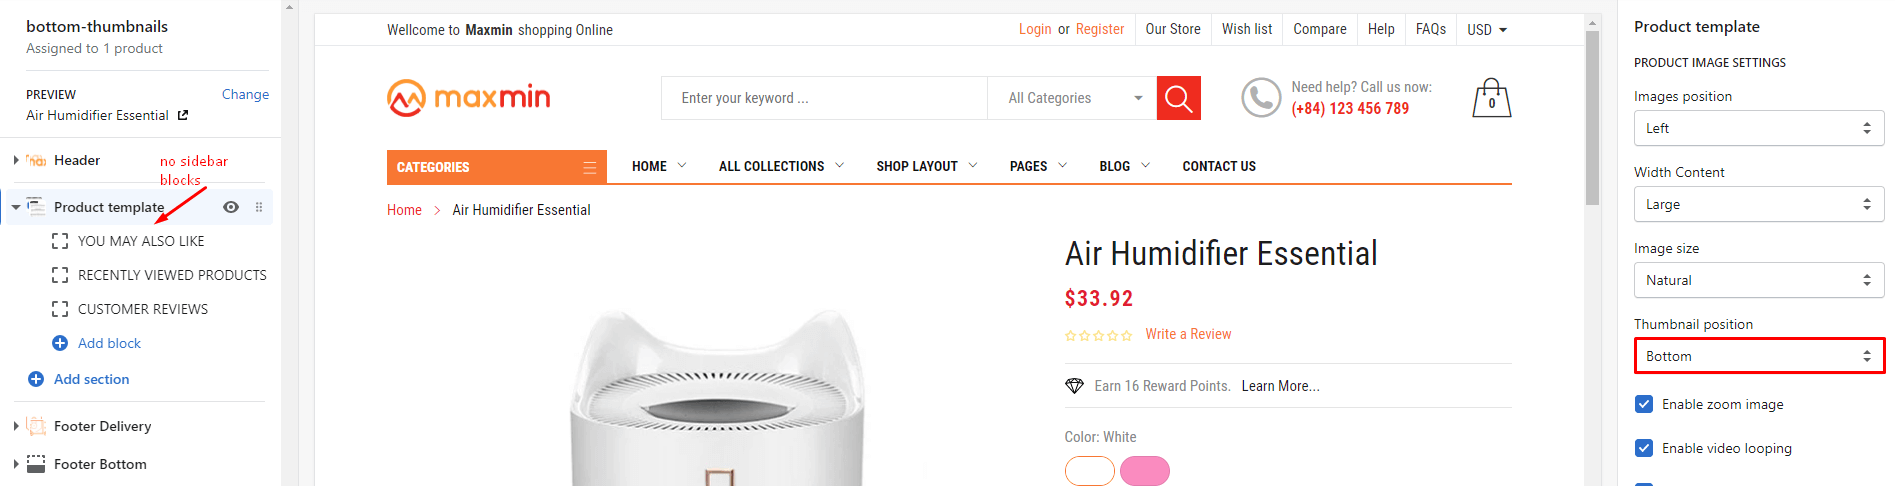 bottom-thumbnails
Assigned to 1 product
PREVIEW
Change
Air Humidifier Essential
Header
no sidebar
blocks
Product template
YOU MAY ALSO LIKE
RECENTLY VIEWED PRODUCTS
CUSTOMER REVIEWS
Add block
Add section
Footer Delivery
Footer Bottom
Wellcome to Maxmin shopping Online
Login or Register
Our Store
Wish list
Compare
Help
FAQs
USD
maxmin
Enter your keyword ...
All Categories
Need help? Call us now:
(+84) 123 456 789
0
CATEGORIES
HOME
ALL COLLECTIONS
SHOP LAYOUT
PAGES
BLOG
CONTACT US
Home > Air Humidifier Essential
Air Humidifier Essential
$33.92
Write a Review
Earn 16 Reward Points. Learn More...
Color: White
Product template
PRODUCT IMAGE SETTINGS
Images position
Left
Width Content
Large
Image size
Natural
Thumbnail position
Bottom
Enable zoom image
Enable video looping